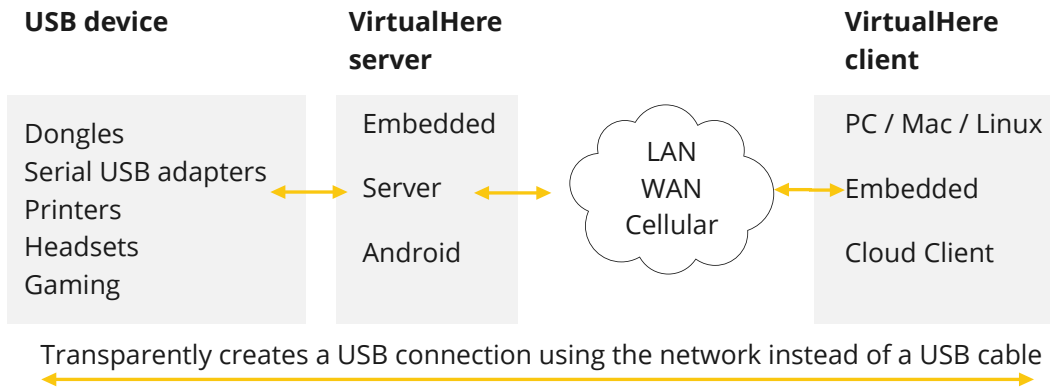 USB device
VirtualHere
server
VirtualHere
client
Dongles
Serial USB adapters
Printers
Headsets
Gaming
Embedded
Server
Android
LAN
WAN
Cellular
PC / Mac / Linux
Embedded
Cloud Client
Transparently creates a USB connection using the network instead of a USB cable